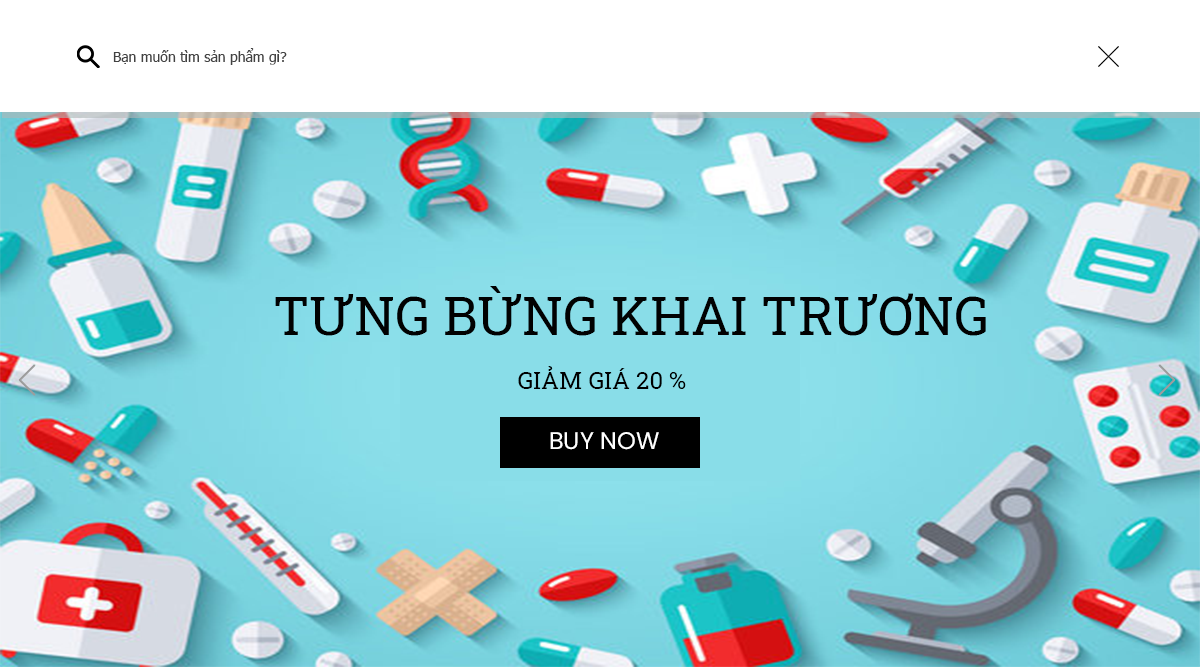 Bạn muốn tìm sản phẩm gì?
TƯNG BỪNG KHAI TRƯƠNG
GIẢM GIÁ 20 %
BUY NOW